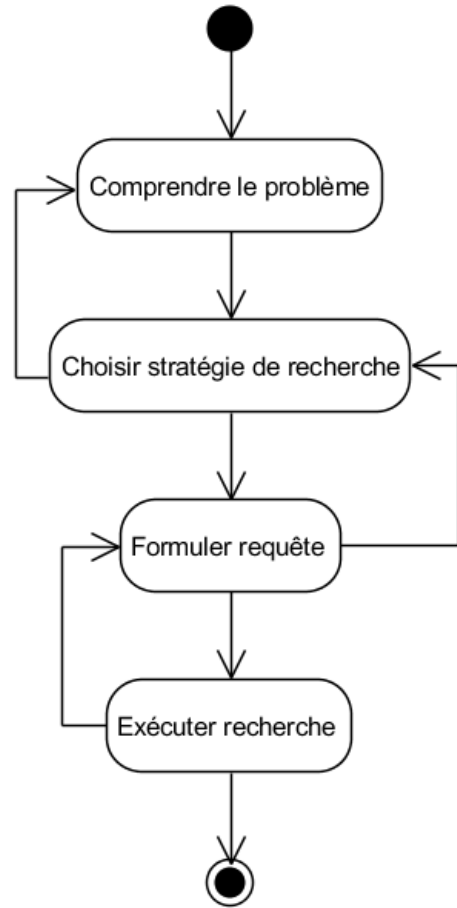 Comprendre le problème
Choisir stratégie de recherche
Formuler requête
Exécuter recherche